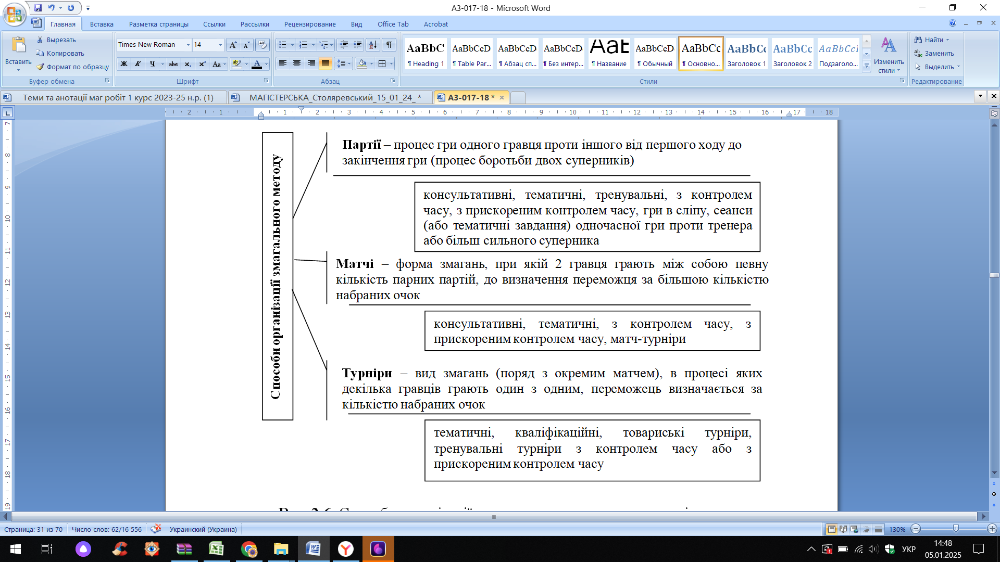 А3-017-18 - Microsoft Word
Главная
Вставка
Разметка страницы
Ссылки
Рассылки
Рецензирование
Вид
Office Tab
Acrobat
Вставить
Вырезать
Копировать
Формат по образцу
Буфер обмена
Times New Roman
14
Шрифт
Абзац
AaBbC
AaBbCcD
AaBbCcD
AaBbCcD
Aab
AaBbCcD
AaBbCc
AaBbCc
AaBbCc
AaBbCcI
¶ Heading 1
¶ Table Par...
¶ Абзац сп...
¶ Без интер...
¶ Название
¶ Обычный
¶ Основно...
Заголовок 1
Заголовок 2
Подзаголо...
Стили
Изменить
стили
Найти
Заменить
Выделить
Редактирование
Теми та анотації маг робіт 1 курс 2023-25 н.р. (1)
МАГІСТЕРСЬКА_Столяревський_15_01_24_ *
А3-017-18 *
Способи організації змагального методу
Партії – процес гри одного гравця проти іншого від першого ходу до
закінчення гри (процес боротьби двох суперників)
консультативні, тематичні, тренувальні, з контролем
часу, з прискореним контролем часу, гри в сліпу, сеанси
(або тематичні завдання) одночасної гри проти тренера
або більш сильного суперника
Матчі – форма змагань, при якій 2 гравця грають між собою певну
кількість парних партій, до визначення переможця за більшою кількістю
набраних очок
консультативні, тематичні, з контролем часу, з
прискореним контролем часу, матч-турніри
Турніри – вид змагань (поряд з окремим матчем), в процесі яких
декілька гравців грають один з одним, переможець визначається за
кількістю набраних очок
тематичні, кваліфікаційні, товариські турніри,
тренувальні турніри з контролем часу або з
прискореним контролем часу
Страница: 31 из 70
Число слов: 62/16 556
Украинский (Украина)
130%
УКР
14:48
05.01.2025